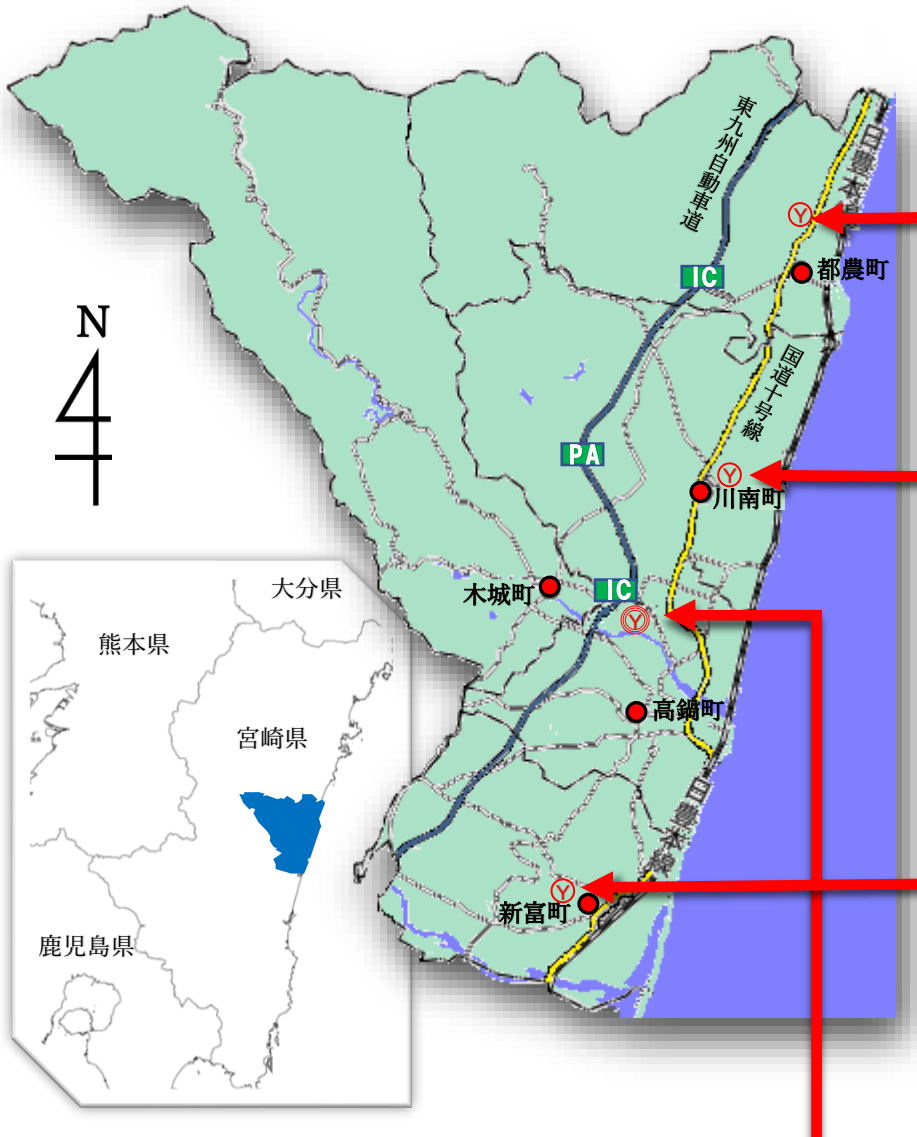 東九州自動車道
日豊本線
Y
都農町
IC
N
国道十号線
PA
Y
川南町
木城町
IC
Y
高鍋町
日豊本線
Y
新富町
大分県
熊本県
宮崎県
鹿児島県